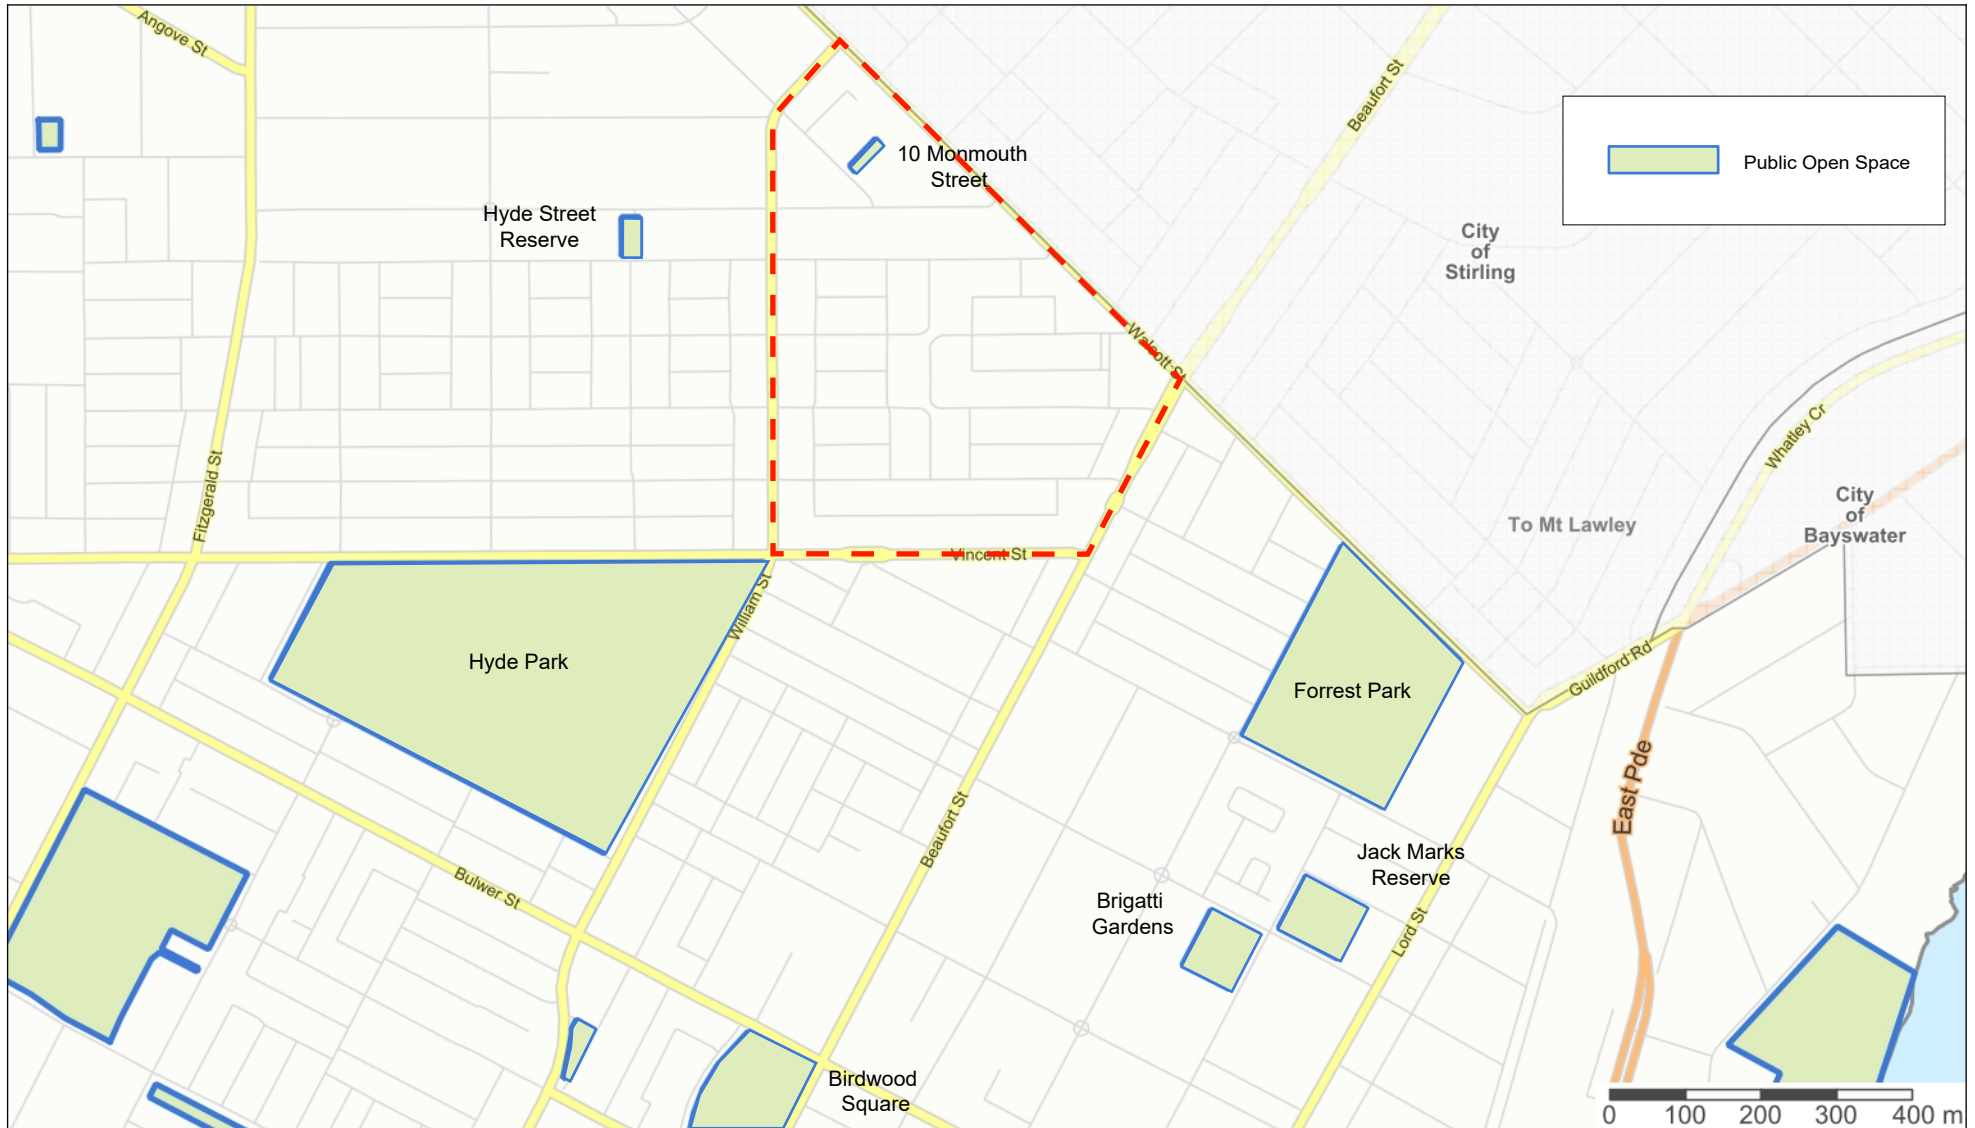 Angove St
Beaufort St
10 Monmouth
Street
Public Open Space
Hyde Street
Reserve
City
of
Stirling
Walcott St
Whatley Cr
Fitzgerald St
City
of
Bayswater
To Mt Lawley
Vincent St
William St
Hyde Park
Forrest Park
Guildford Rd
East Pde
Beaufort St
Jack Marks
Reserve
Bulwer St
Brigatti
Gardens
Lord St
Birdwood
Square
0 100 200 300 400 m